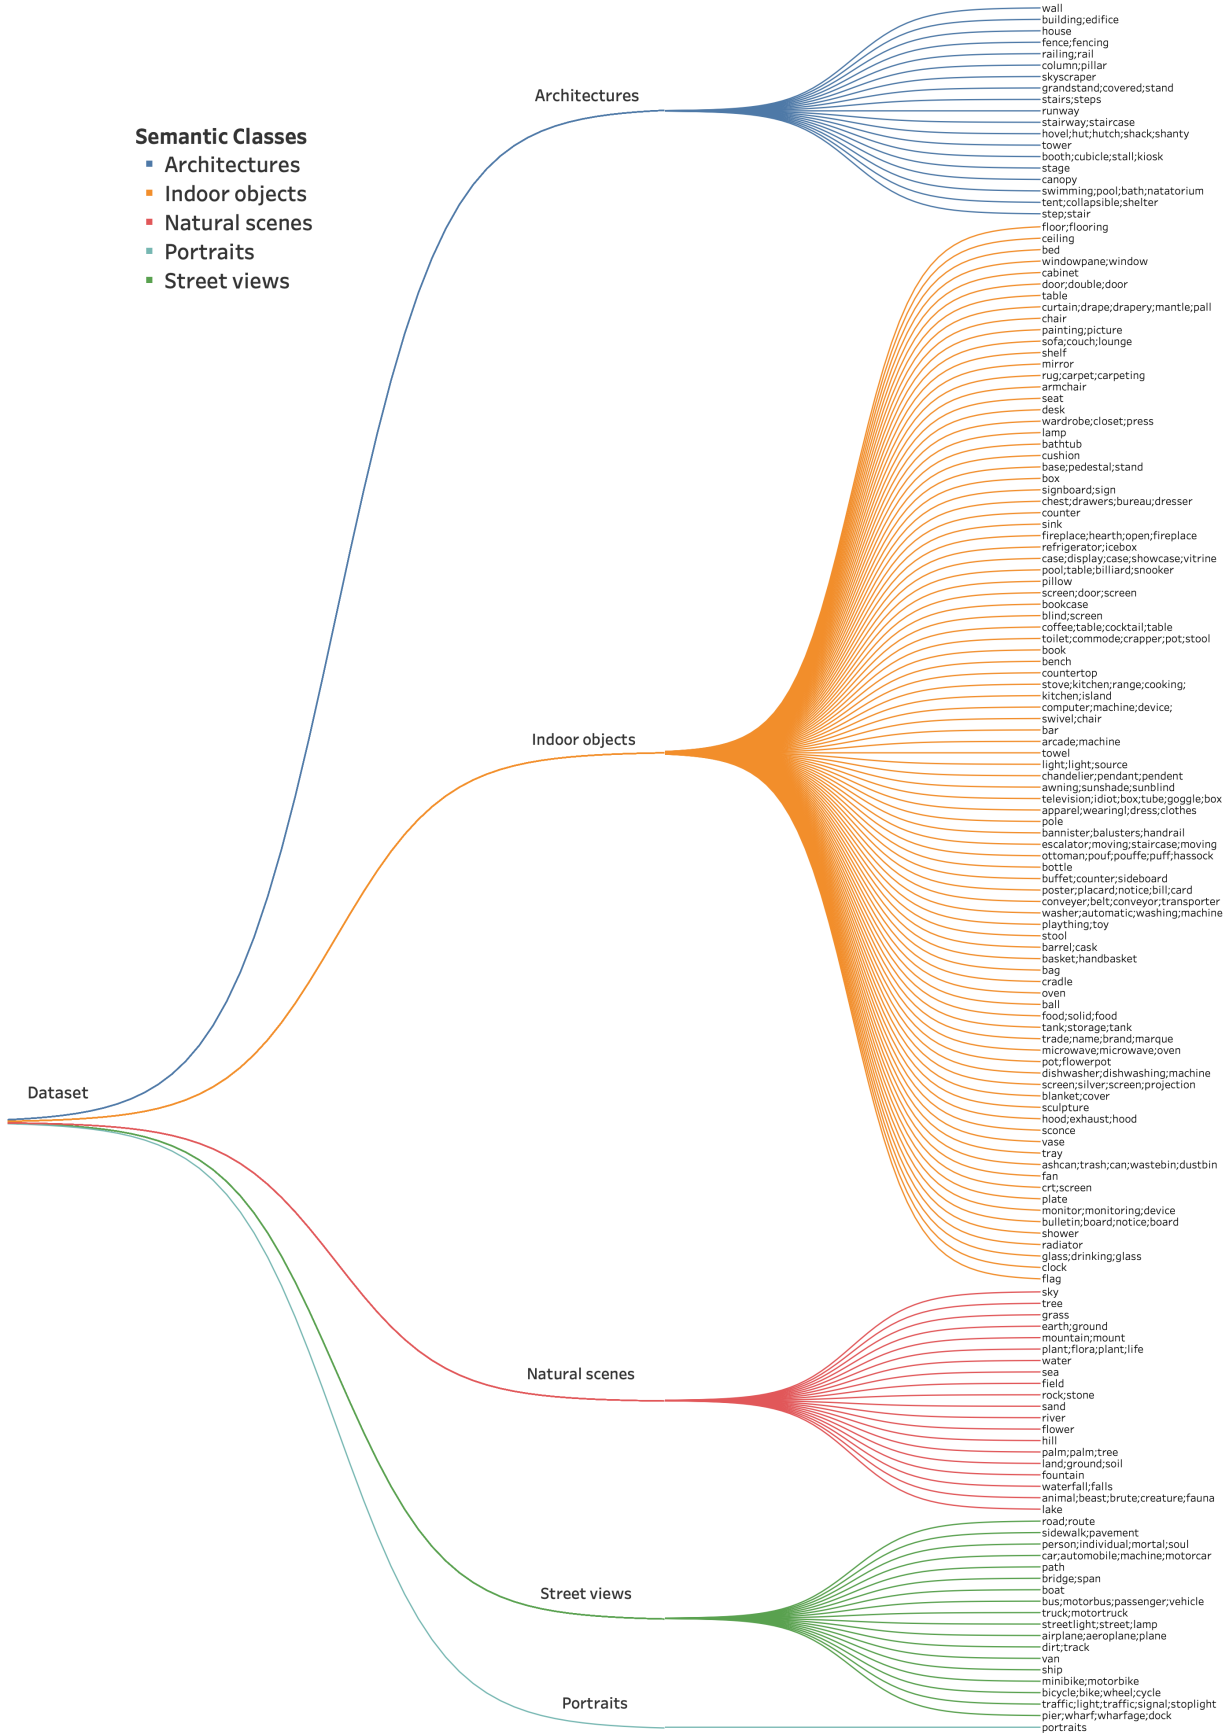 wall
building;edifice
house
fence;fencing
railing;rail
column;pillar
skyscraper
grandstand;covered;stand
stairs;steps
runway
stairway;staircase
hovel;hut;hutch;shack;shanty
tower
booth;cubicle;stall;kiosk
stage
canopy
swimming;pool;bath;natatorium
tent;collapsible;shelter
step;stair
Architectures
Semantic Classes
Architectures
Indoor objects
Natural scenes
Portraits
Street views
floor;flooring
ceiling
bed
windowpane;window
cabinet
door;double;door
table
curtain;drape;drapery;mantle;pall
chair
painting;picture
sofa;couch;lounge
shelf
mirror
rug;carpet;carpeting
armchair
seat
desk
wardrobe;closet;press
lamp
bathtub
cushion
base;pedestal;stand
box
signboard;sign
chest;drawers;bureau;dresser
counter
sink
fireplace;hearth;open;fireplace
refrigerator;icebox
case;display;case;showcase;vitrine
pool;table;billiard;snooker
pillow
screen;door;screen
bookcase
blind;screen
coffee;table;cocktail;table
toilet;commode;crapper;pot;stool
book
bench
countertop
stove;kitchen;range;cooking;
kitchen;island
computer;machine;device;
swivel;chair
bar
arcade;machine
Indoor objects
towel
light;light;source
chandelier;pendant;pendent
awning;sunshade;sunblind
television;idiot;box;tube;goggle;box
apparel;wearingl;dress;clothes
pole
bannister;balusters;handrail
escalator;moving;staircase;moving
ottoman;pouf;pouffe;puff;hassock
bottle
buffet;counter;sideboard
poster;placard;notice;bill;card
conveyer;belt;conveyor;transporter
washer;automatic;washing;machine
plaything;toy
stool
barrel;cask
basket;handbasket
bag
cradle
oven
ball
food;solid;food
tank;storage;tank
trade;name;brand;marque
microwave;microwave;oven
pot;flowerpot
dishwasher;dishwashing;machine
screen;silver;screen;projection
Dataset
blanket;cover
sculpture
hood;exhaust;hood
sconce
vase
tray
ashcan;trash;can;wastebin;dustbin
fan
crt;screen
plate
monitor;monitoring;device
bulletin;board;notice;board
shower
radiator
glass;drinking;glass
clock
flag
sky
tree
grass
earth;ground
mountain;mount
plant;flora;plant;life
water
sea
Natural scenes
field
rock;stone
sand
river
flower
hill
palm;palm;tree
land;ground;soil
fountain
waterfall;falls
animal;beast;brute;creature;fauna
lake
road;route
sidewalk;pavement
person;individual;mortal;soul
car;automobile;machine;motorcar
path
bridge;span
boat
Street views
bus;motorbus;passenger;vehicle
truck;motortruck
streetlight;street;lamp
airplane;aeroplane;plane
dirt;track
van
ship
minibike;motorbike
bicycle;bike;wheel;cycle
traffic;light;traffic;signal;stoplight
pier;wharf;wharfage;dock
Portraits
portraits